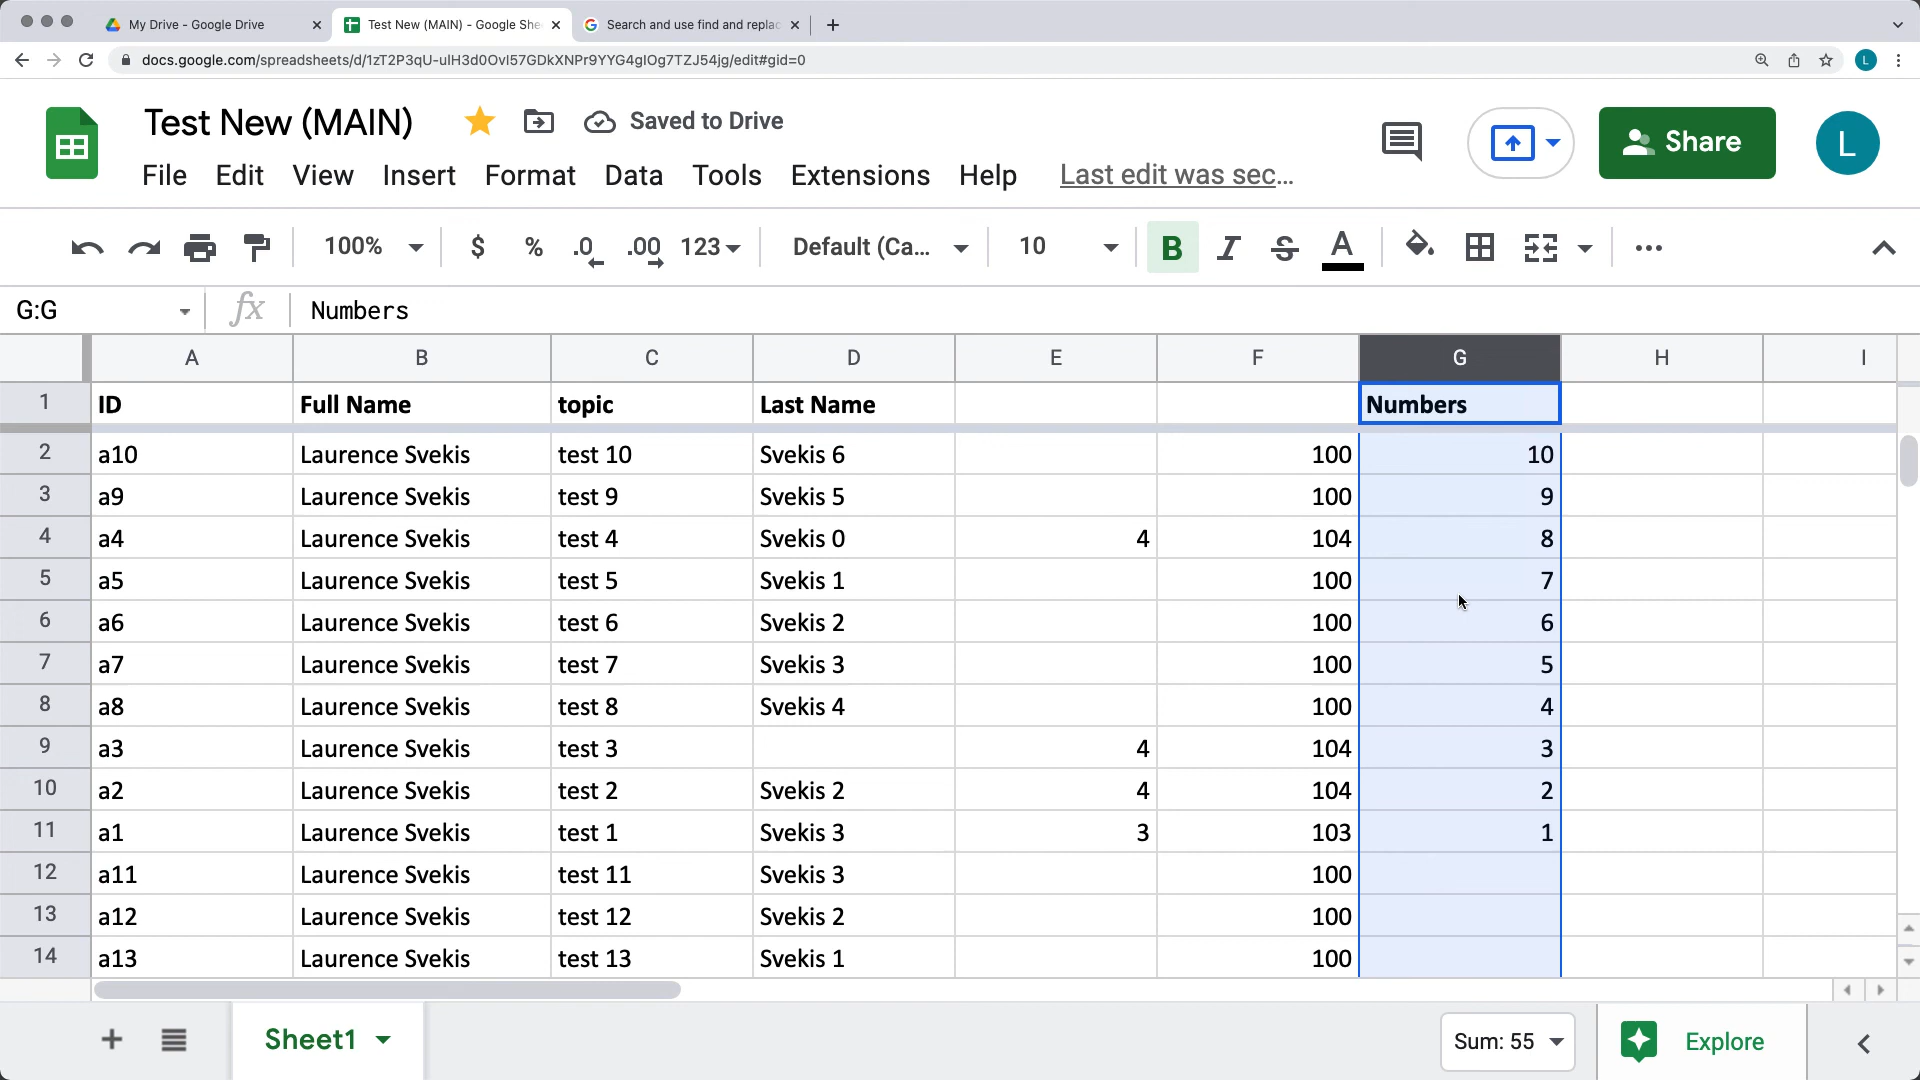 My Drive - Google Drive
Test New (MAIN) - Google She
Search and use find and replac
docs.google.com/spreadsheets/d/1zT2P3qU-uIH3d0OvI57GDkXNPr9YYG4gIOg7TZJ54jg/edit#gid=0
L
Test New (MAIN)
Saved to Drive
Share
L
File Edit View Insert Format Data Tools Extensions Help Last edit was sec...
100% $ % .0 .00 123 Default (Ca... 10 B I S A
G:G fx Numbers
A B C D E F G H I
1 ID Full Name topic Last Name Numbers
2 a10 Laurence Svekis test 10 Svekis 6 100 10
3 a9 Laurence Svekis test 9 Svekis 5 100 9
4 a4 Laurence Svekis test 4 Svekis 0 4 104 8
5 a5 Laurence Svekis test 5 Svekis 1 100 7
6 a6 Laurence Svekis test 6 Svekis 2 100 6
7 a7 Laurence Svekis test 7 Svekis 3 100 5
8 a8 Laurence Svekis test 8 Svekis 4 100 4
9 a3 Laurence Svekis test 3 4 104 3
10 a2 Laurence Svekis test 2 Svekis 2 4 104 2
11 a1 Laurence Svekis test 1 Svekis 3 3 103 1
12 a11 Laurence Svekis test 11 Svekis 3 100
13 a12 Laurence Svekis test 12 Svekis 2 100
14 a13 Laurence Svekis test 13 Svekis 1 100
Sheet1 Sum: 55 Explore